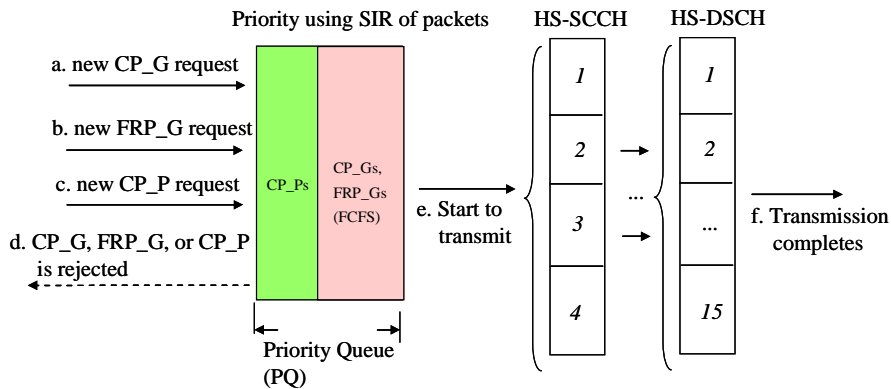 Priority using SIR of packets
HS-SCCH
HS-DSCH
a. new CP_G request
b. new FRP_G request
c. new CP_P request
d. CP_G, FRP_G, or CP_P
is rejected
CP_Ps
CP_Gs,
FRP_Gs
(FCFS)
Priority Queue
(PQ)
e. Start to
transmit
1
2
3
4
...
1
2
...
15
f. Transmission
completes